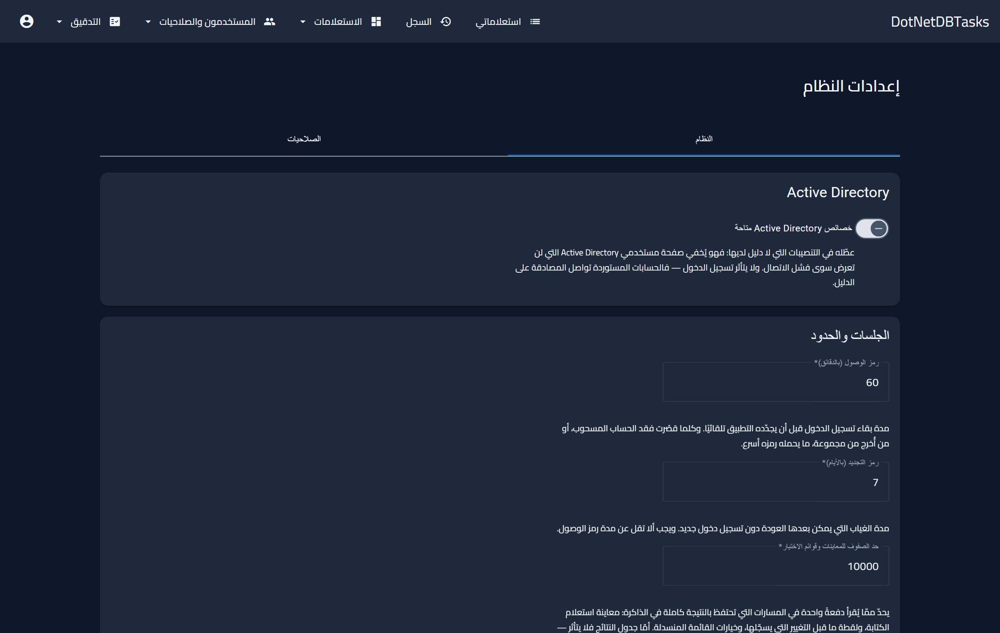 DotNetDBTasks
استعلاماتي
السجل
الاستعلامات
المستخدمون والصلاحيات
التدقيق
إعدادات النظام
النظام
الصلاحيات
Active Directory
خصائص Active Directory متاحة
عطّله في التنصيبات التي لا دليل لديها: فهو يُخفي صفحة مستخدمي Active Directory التي لن
تعرض سوى فشل الاتصال. ولا يتأثر تسجيل الدخول — فالحسابات المستوردة تواصل المصادقة على
الدليل.
الجلسات والحدود
رمز الوصول (بالدقائق)*
60
مدة بقاء تسجيل الدخول قبل أن يجدّده التطبيق تلقائيًا. وكلما قصُرت فقد الحساب المسحوب، أو
من أُخرج من مجموعة، ما يحمله رمزه أسرع.
رمز التجديد (بالأيام)*
7
مدة الغياب التي يمكن بعدها العودة دون تسجيل دخول جديد. ويجب ألا تقل عن مدة رمز الوصول.
حد الصفوف للمعاينات وقوائم الاختيار*
10000
يحدّ ممّا يُقرأ دفعةً واحدة في المسارات التي تحتفظ بالنتيجة كاملة في الذاكرة: معاينة استعلام
الكتابة، ولقطة ما قبل التغيير التي يسجّلها، وخيارات القائمة المنسدلة. أمّا جدول النتائج فلا يتأثر —